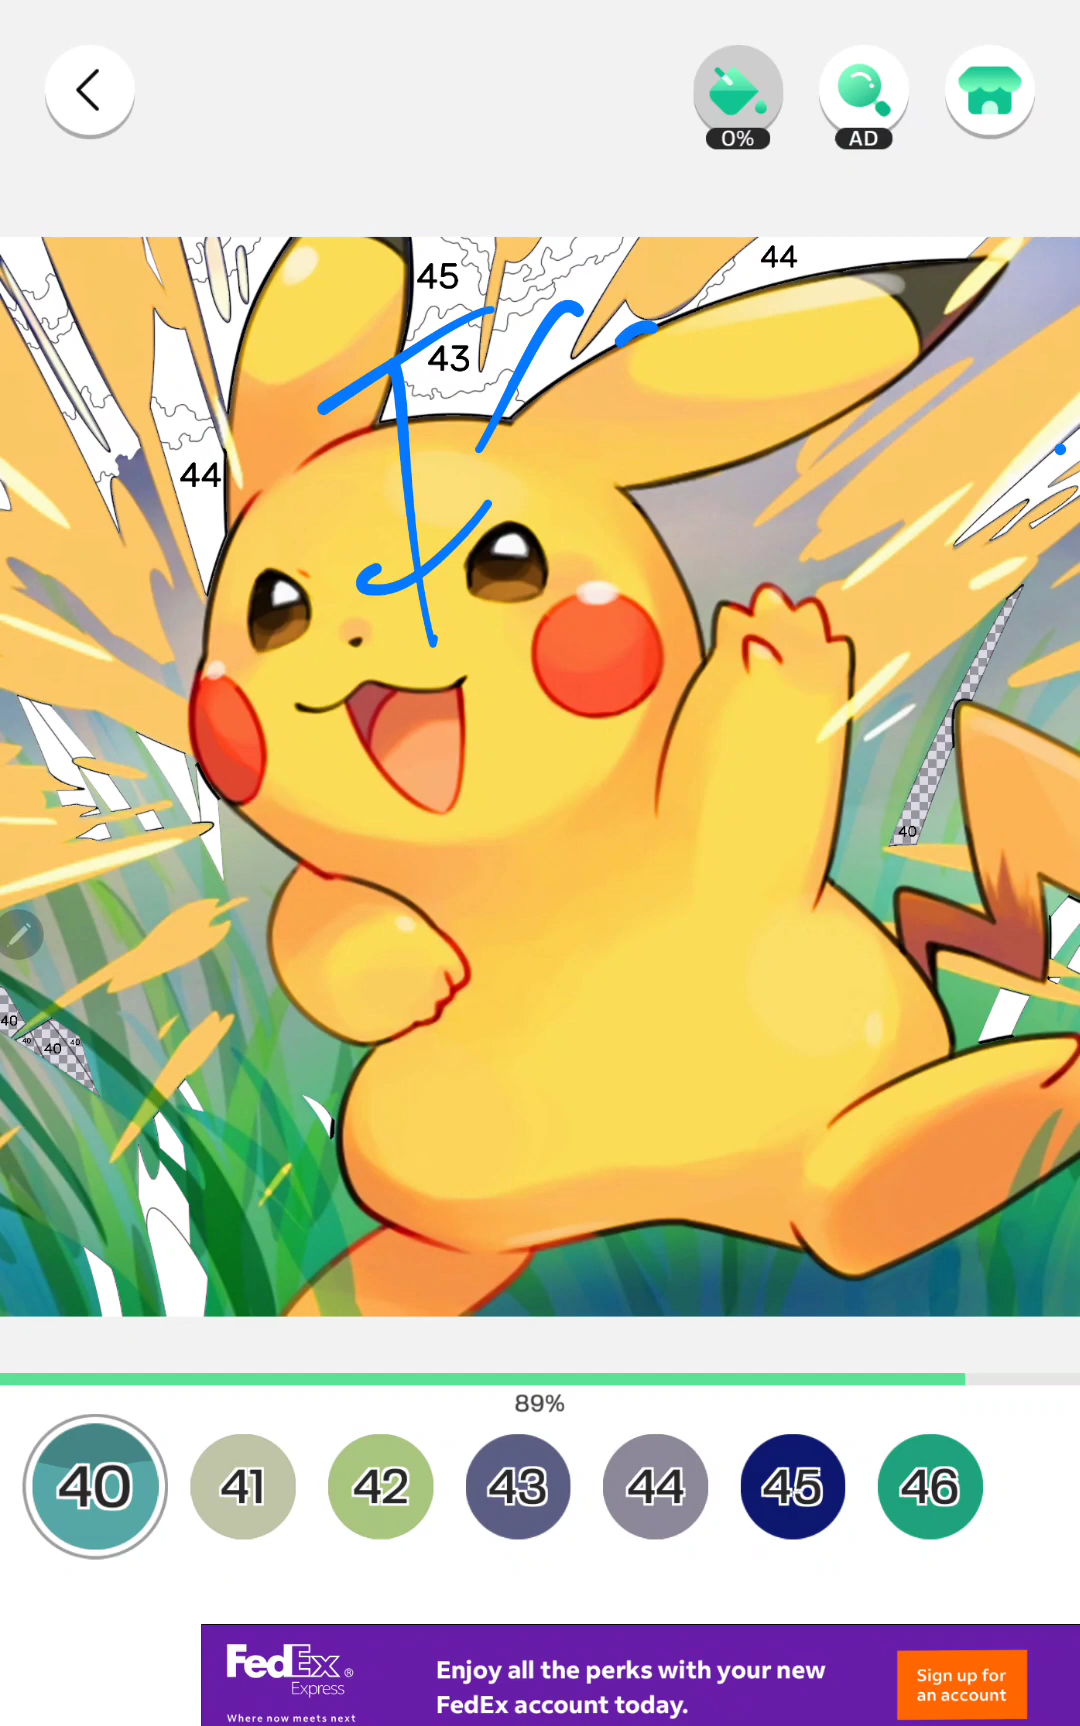 0%
AD
45
44
43
44
40
40
40
40
40
89%
40
41
42
43
44
45
46
FedEx®
Express
Where now meets next
Enjoy all the perks with your new
FedEx account today.
Sign up for
an account